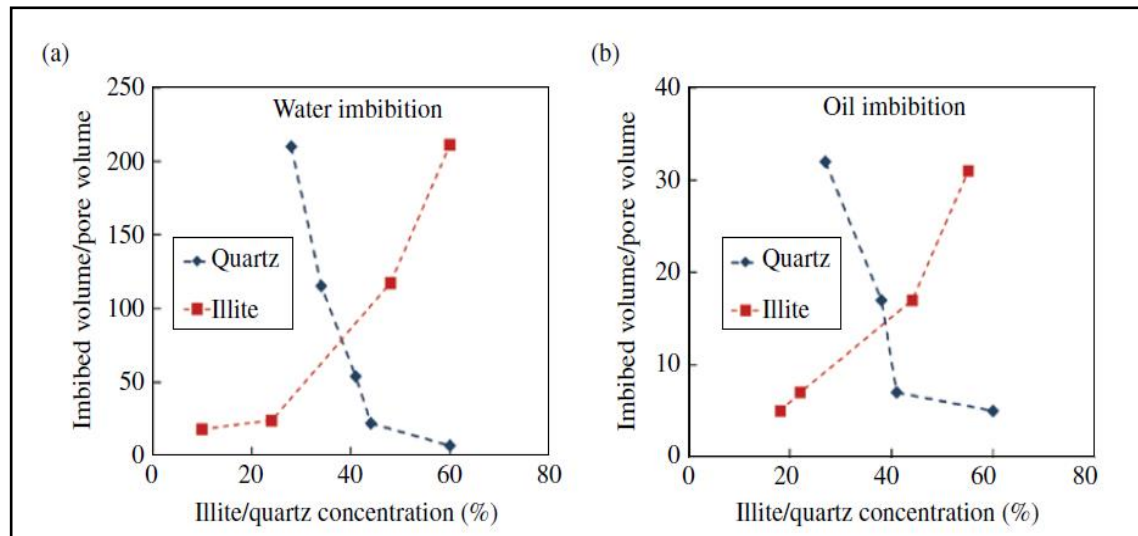 (a)
Water imbibition
Imbibed volume/pore volume
250
200
150
100
50
0
Quartz
Illite
0 20 40 60 80
Illite/quartz concentration (%)
(b)
Oil imbibition
Imbibed volume/pore volume
40
30
20
10
0
Quartz
Illite
0 20 40 60 80
Illite/quartz concentration (%)